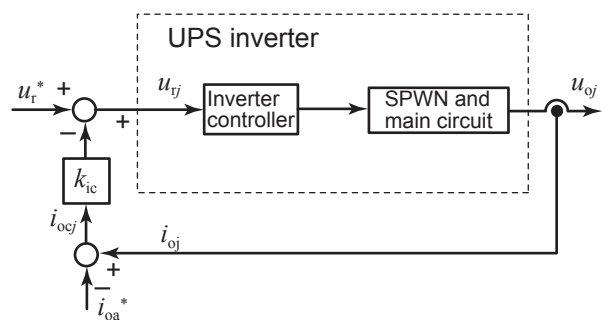 UPS inverter
+
u_r*
u_rj
u_oj
Inverter
controller
SPWN and
main circuit
−
+
k_ic
i_ocj
i_oj
+
−
i_oa*